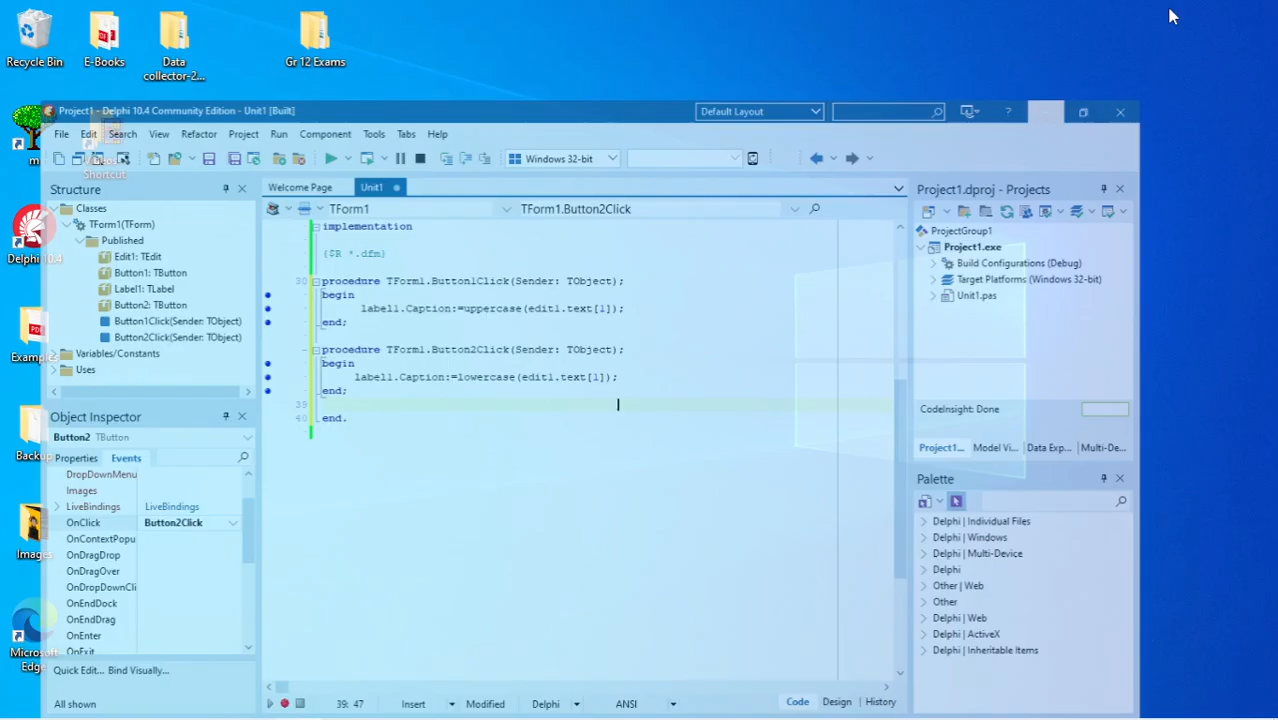 Recycle Bin
E-Books
Data
collector-2...
Gr 12 Exams
m
Shortcut
Delphi 10.4
Example2
Backup
Images
Microsoft
Edge
Project1 - Delphi 10.4 Community Edition - Unit1 [Built]
Default Layout
File Edit Search View Refactor Project Run Component Tools Tabs Help
Windows 32-bit
Structure
Classes
TForm1(TForm)
Published
Edit1: TEdit
Button1: TButton
Label1: TLabel
Button2: TButton
Button1Click(Sender: TObject)
Button2Click(Sender: TObject)
Variables/Constants
Uses
Object Inspector
Button2 TButton
Properties Events
DropDownMenu
Images
LiveBindings LiveBindings
OnClick Button2Click
OnContextPopu
OnDragDrop
OnDragOver
OnDropDownCli
OnEndDock
OnEndDrag
OnEnter
OnExit
Quick Edit... Bind Visually...
All shown
Welcome Page Unit1
TForm1 TForm1.Button2Click
implementation
{$R *.dfm}
30 procedure TForm1.Button1Click(Sender: TObject);
begin
label1.Caption:=uppercase(edit1.text[1]);
end;
procedure TForm1.Button2Click(Sender: TObject);
begin
label1.Caption:=lowercase(edit1.text[1]);
end;
39
40 end.
39: 47 Insert Modified Delphi ANSI Code Design History
Project1.dproj - Projects
ProjectGroup1
Project1.exe
Build Configurations (Debug)
Target Platforms (Windows 32-bit)
Unit1.pas
CodeInsight: Done
Project1... Model Vi... Data Exp... Multi-De...
Palette
Delphi | Individual Files
Delphi | Windows
Delphi | Multi-Device
Delphi
Other | Web
Other
Delphi | Web
Delphi | ActiveX
Delphi | Inheritable Items